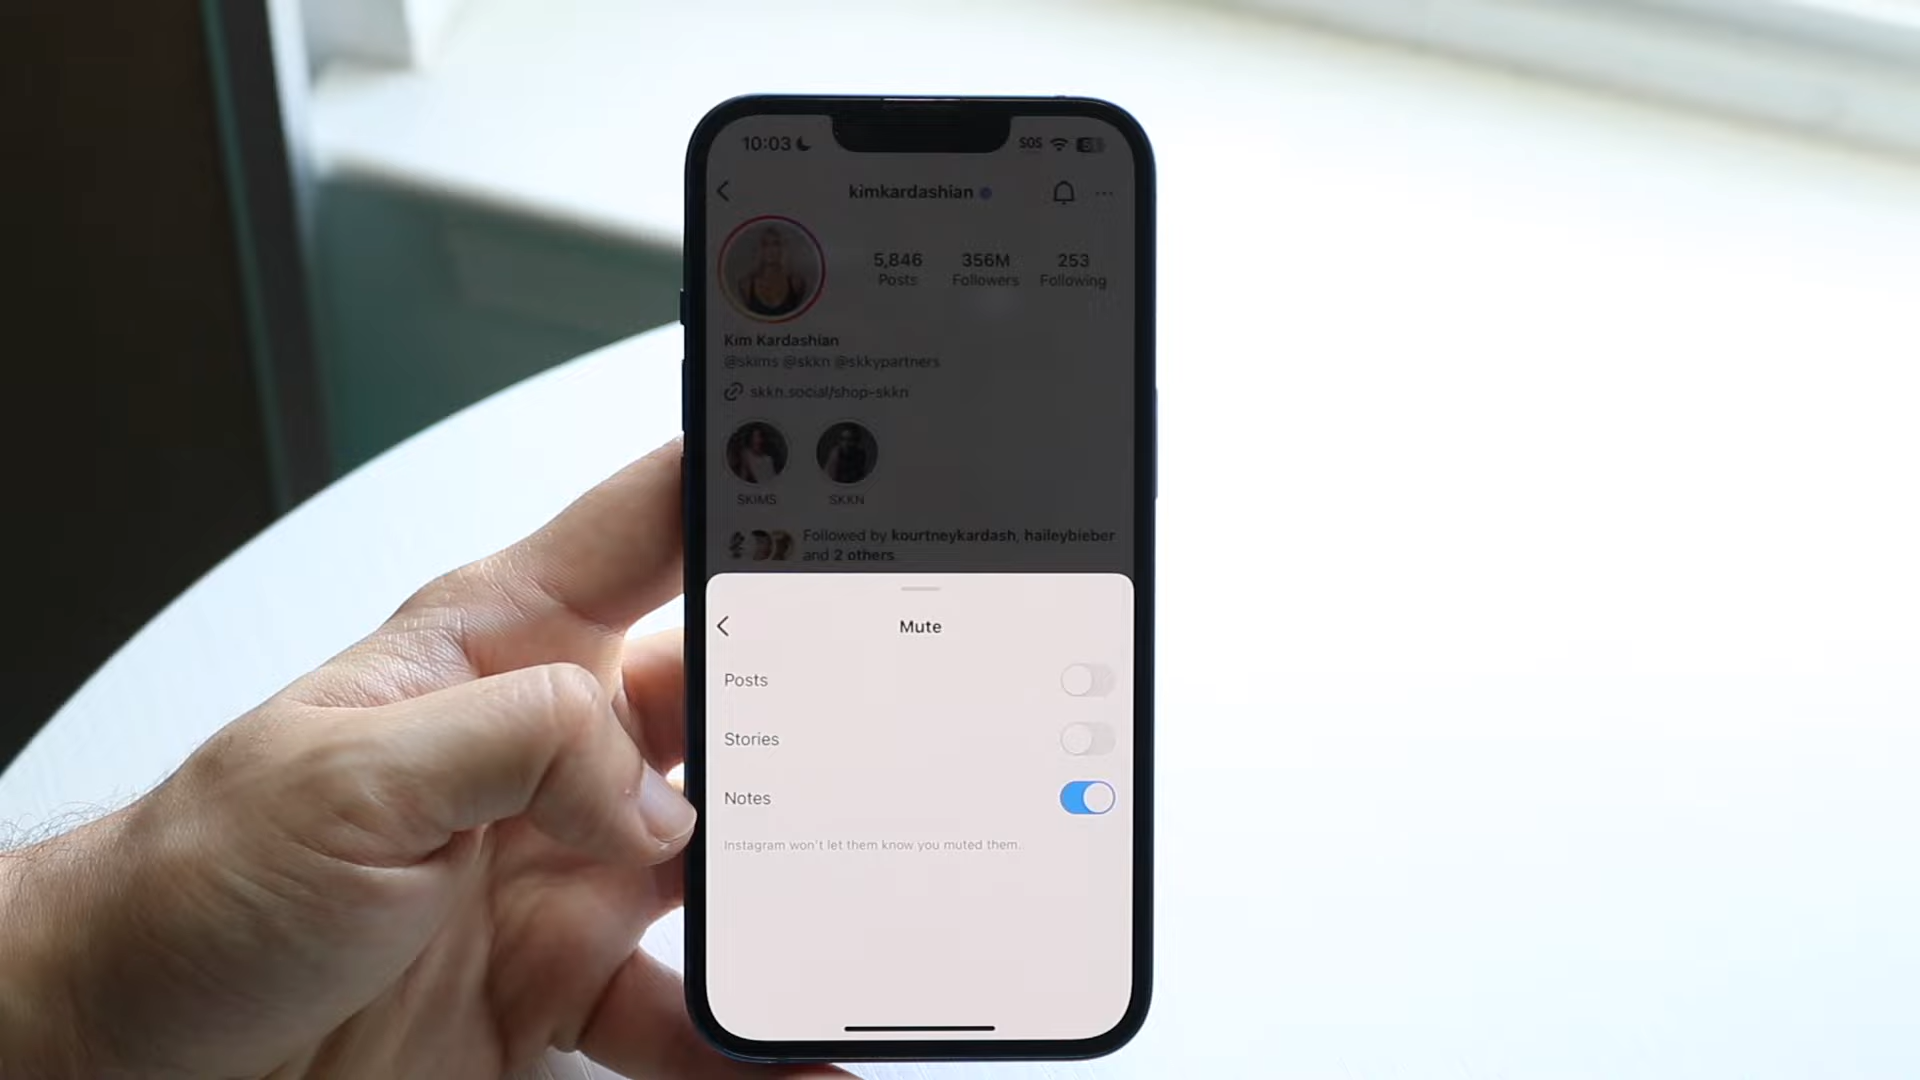 10:03 SOS 51
kimkardashian
5,846 356M 253
Posts Followers Following
Kim Kardashian
@skims @skkn @skkypartners
skkn.social/shop-skkn
SKIMS SKKN
Followed by kourtneykardash, haileybieber
and 2 others
Mute
Posts
Stories
Notes
Instagram won't let them know you muted them.